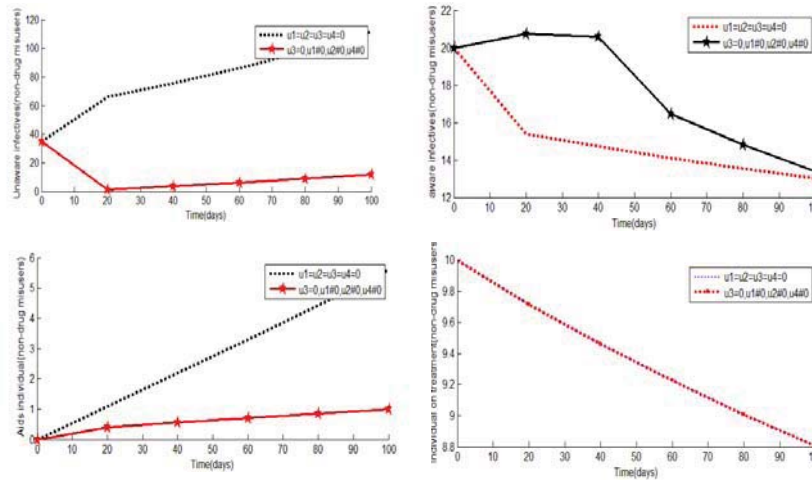 Unaware infectives(non-drug misusers)
120
100
80
60
40
20
0
u1=u2=u3=u4=0
u3=0,u1#0,u2#0,u4#0
0 10 20 30 40 50 60 70 80 90 100
Time(days)
aware infectives(non-drug misusers)
22
20
18
16
14
12
u1=u2=u3=u4=0
u3=0,u1#0,u2#0,u4#0
0 10 20 30 40 50 60 70 80 90 100
Time(days)
Aids individual(non-drug misusers)
6
5
4
3
2
1
0
u1=u2=u3=u4=0
u3=0,u1#0,u2#0,u4#0
0 10 20 30 40 50 60 70 80 90 100
Time(days)
Individual on treatment(non-drug misusers)
10
9.8
9.6
9.4
9.2
9
8.8
u1=u2=u3=u4=0
u3=0,u1#0,u2#0,u4#0
0 10 20 30 40 50 60 70 80 90 100
Time(days)